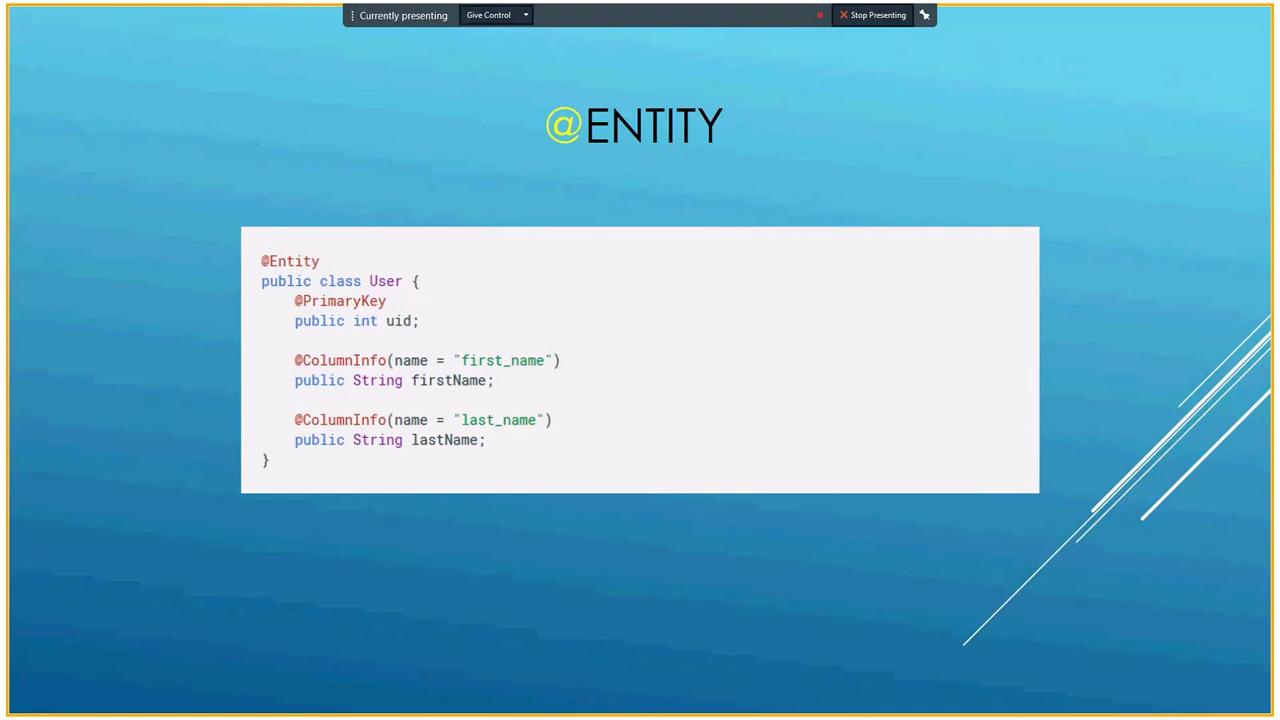 Currently presenting Give Control Stop Presenting
@ENTITY
@Entity
public class User {
    @PrimaryKey
    public int uid;

    @ColumnInfo(name = "first_name")
    public String firstName;

    @ColumnInfo(name = "last_name")
    public String lastName;
}